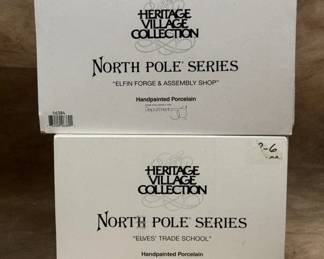 HERITAGE
VILLAGE
COLLECTION
NORTH POLE SERIES
"ELFIN FORGE & ASSEMBLY SHOP"
Handpainted Porcelain
56384
HERITAGE
VILLAGE
COLLECTION
NORTH POLE SERIES
"ELVES' TRADE SCHOOL"
Handpainted Porcelain